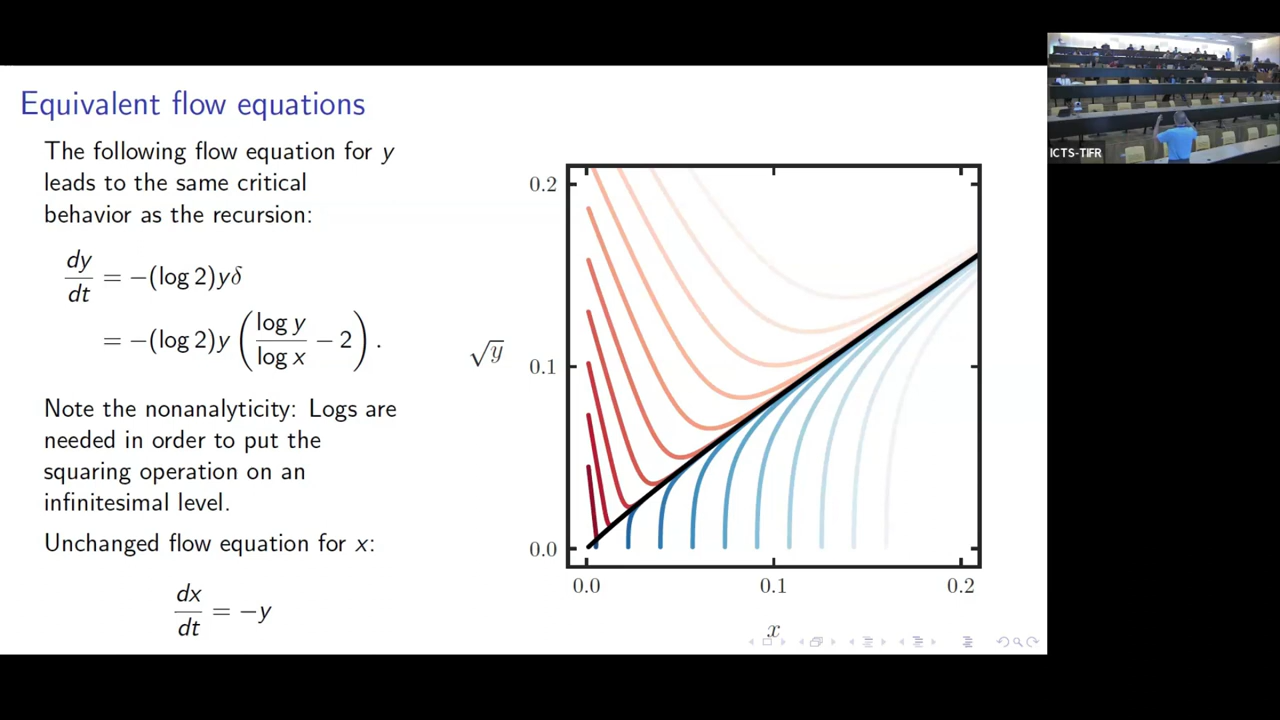 Equivalent flow equations
The following flow equation for y
leads to the same critical
behavior as the recursion:
dy/dt = −(log 2)yδ
= −(log 2)y (log y/log x − 2).
Note the nonanalyticity: Logs are
needed in order to put the
squaring operation on an
infinitesimal level.
Unchanged flow equation for x:
dx/dt = −y
√y
0.2
0.1
0.0
0.0 0.1 0.2
x
ICTS-TIFR